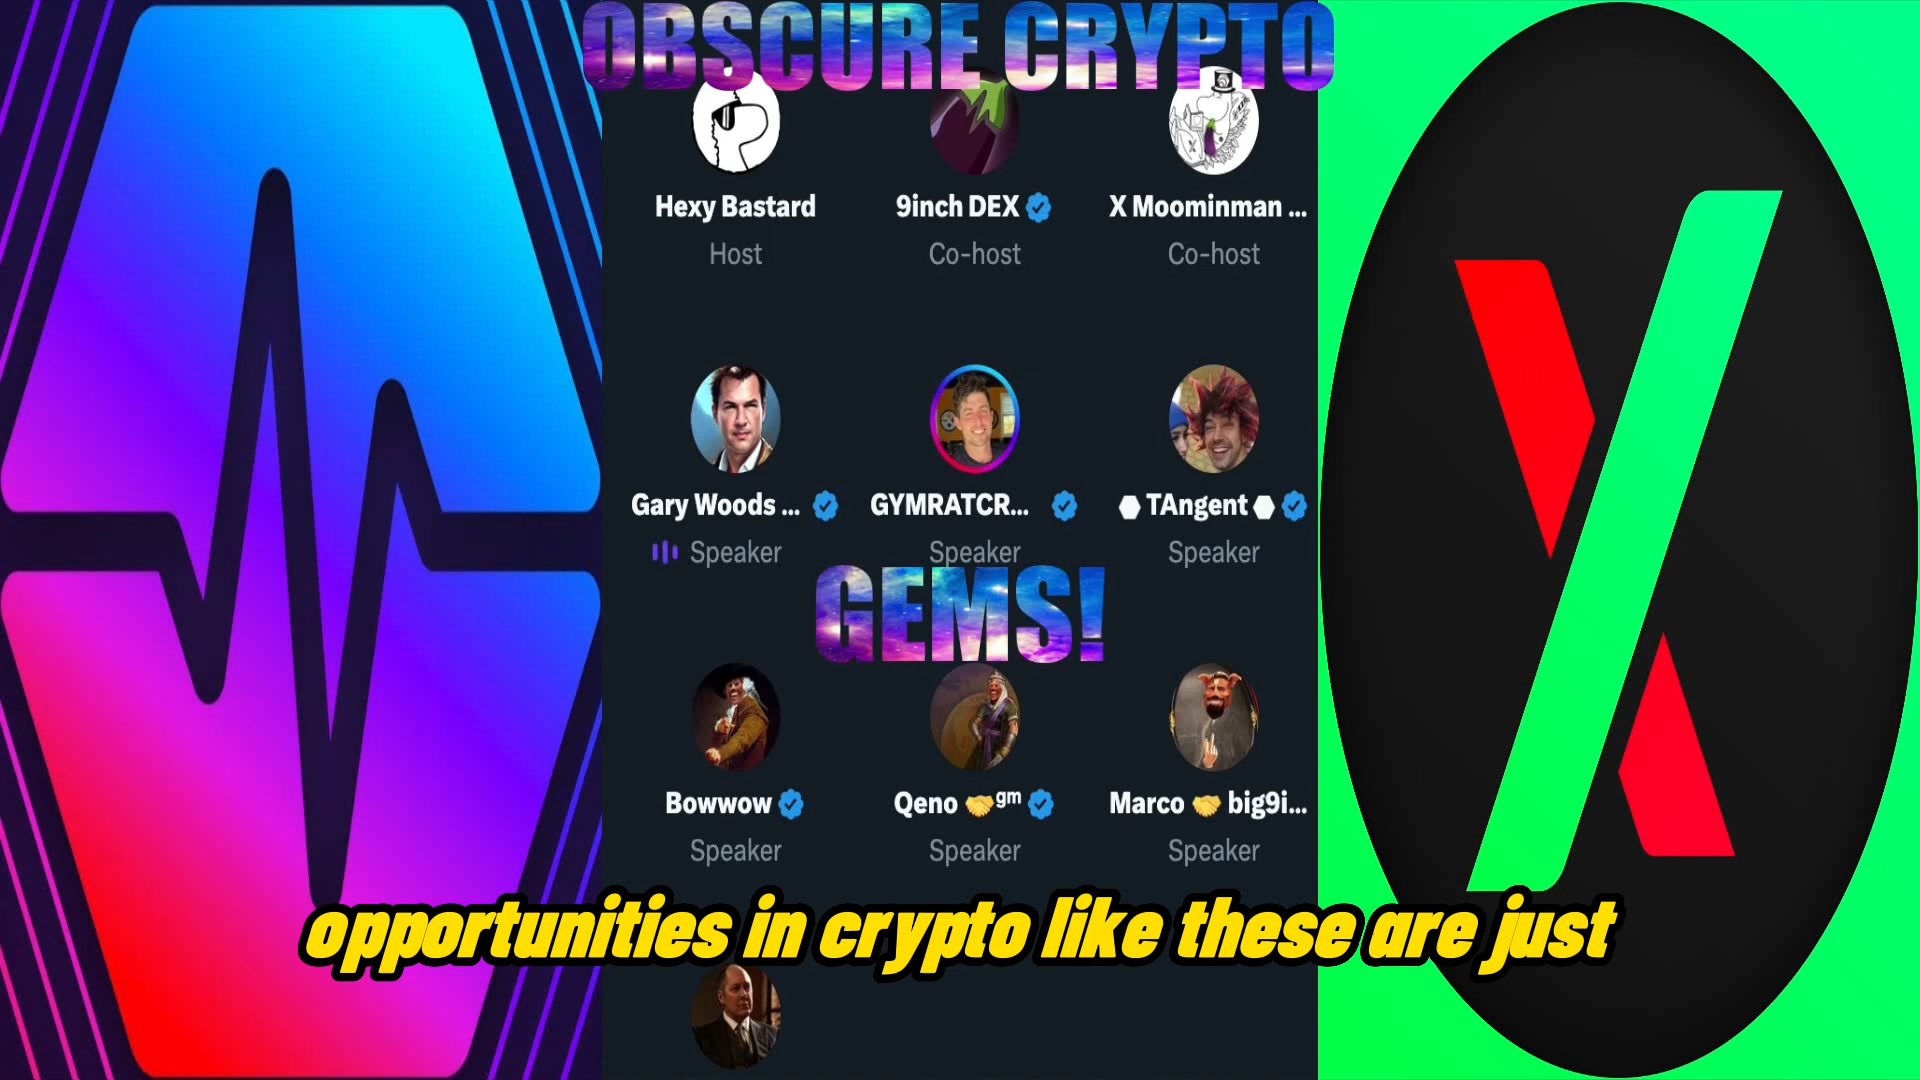 OBSCURE CRYPTO
Hexy Bastard
Host
9inch DEX
Co-host
X Moominman ...
Co-host
Gary Woods ...
Speaker
GYMRATCR...
Speaker
TAngent
Speaker
GEMS!
Bowwow
Speaker
Qeno 🤝gm
Speaker
Marco 🤝 big9i...
Speaker
opportunities in crypto like these are just